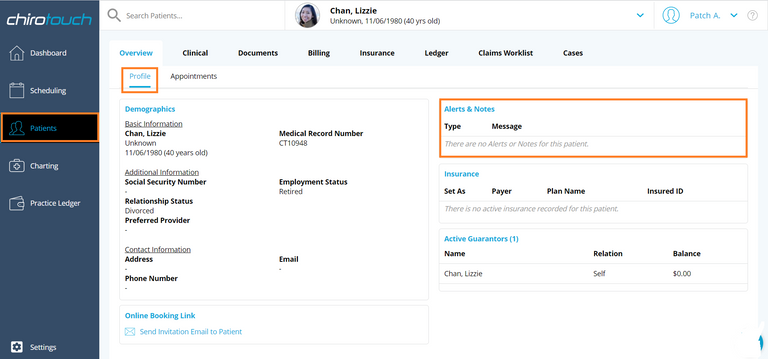 chirotouch
Search Patients...
Chan, Lizzie
Unknown, 11/06/1980 (40 yrs old)
Patch A.
Dashboard
Scheduling
Patients
Charting
Practice Ledger
Settings
Overview Clinical Documents Billing Insurance Ledger Claims Worklist Cases
Profile Appointments
Demographics
Basic Information
Chan, Lizzie Medical Record Number
Unknown CT10948
11/06/1980 (40 years old)
Additional Information
Social Security Number Employment Status
- Retired
Relationship Status
Divorced
Preferred Provider
-
Contact Information
Address Email
- -
Phone Number
-
Online Booking Link
Send Invitation Email to Patient
Alerts & Notes
Type Message
There are no Alerts or Notes for this patient.
Insurance
Set As Payer Plan Name Insured ID
There is no active insurance recorded for this patient.
Active Guarantors (1)
Name Relation Balance
Chan, Lizzie Self $0.00